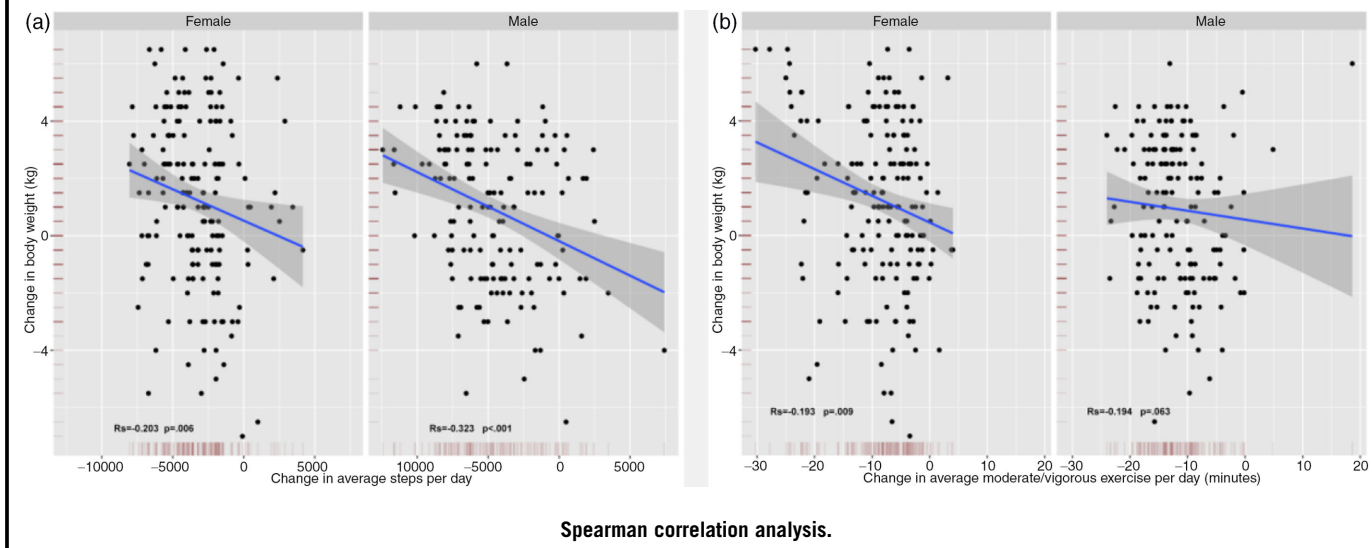 (a)
Female
Male
Change in body weight (kg)
4
0
−4
Rs=-0.203 p=.006
Rs=-0.323 p<.001
−10000 −5000 0 5000
10000 −5000 0 5000
Change in average steps per day
(b)
Female
Male
Change in body weight (kg)
4
0
−4
Rs=-0.193 p=.009
Rs=-0.194 p=.063
−30 −20 −10 0 10 20
−30 −20 −10 0 10 20
Change in average moderate/vigorous exercise per day (minutes)
Spearman correlation analysis.